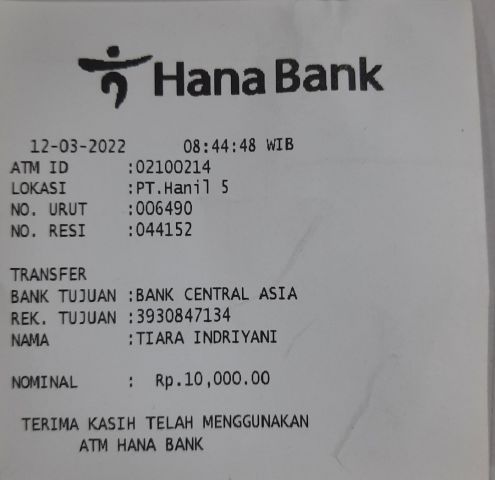 Hana Bank
12-03-2022 08:44:48 WIB
ATM ID :02100214
LOKASI :PT.Hanil 5
NO. URUT :006490
NO. RESI :044152
TRANSFER
BANK TUJUAN :BANK CENTRAL ASIA
REK. TUJUAN :3930847134
NAMA :TIARA INDRIYANI
NOMINAL : Rp.10,000.00
TERIMA KASIH TELAH MENGGUNAKAN
ATM HANA BANK